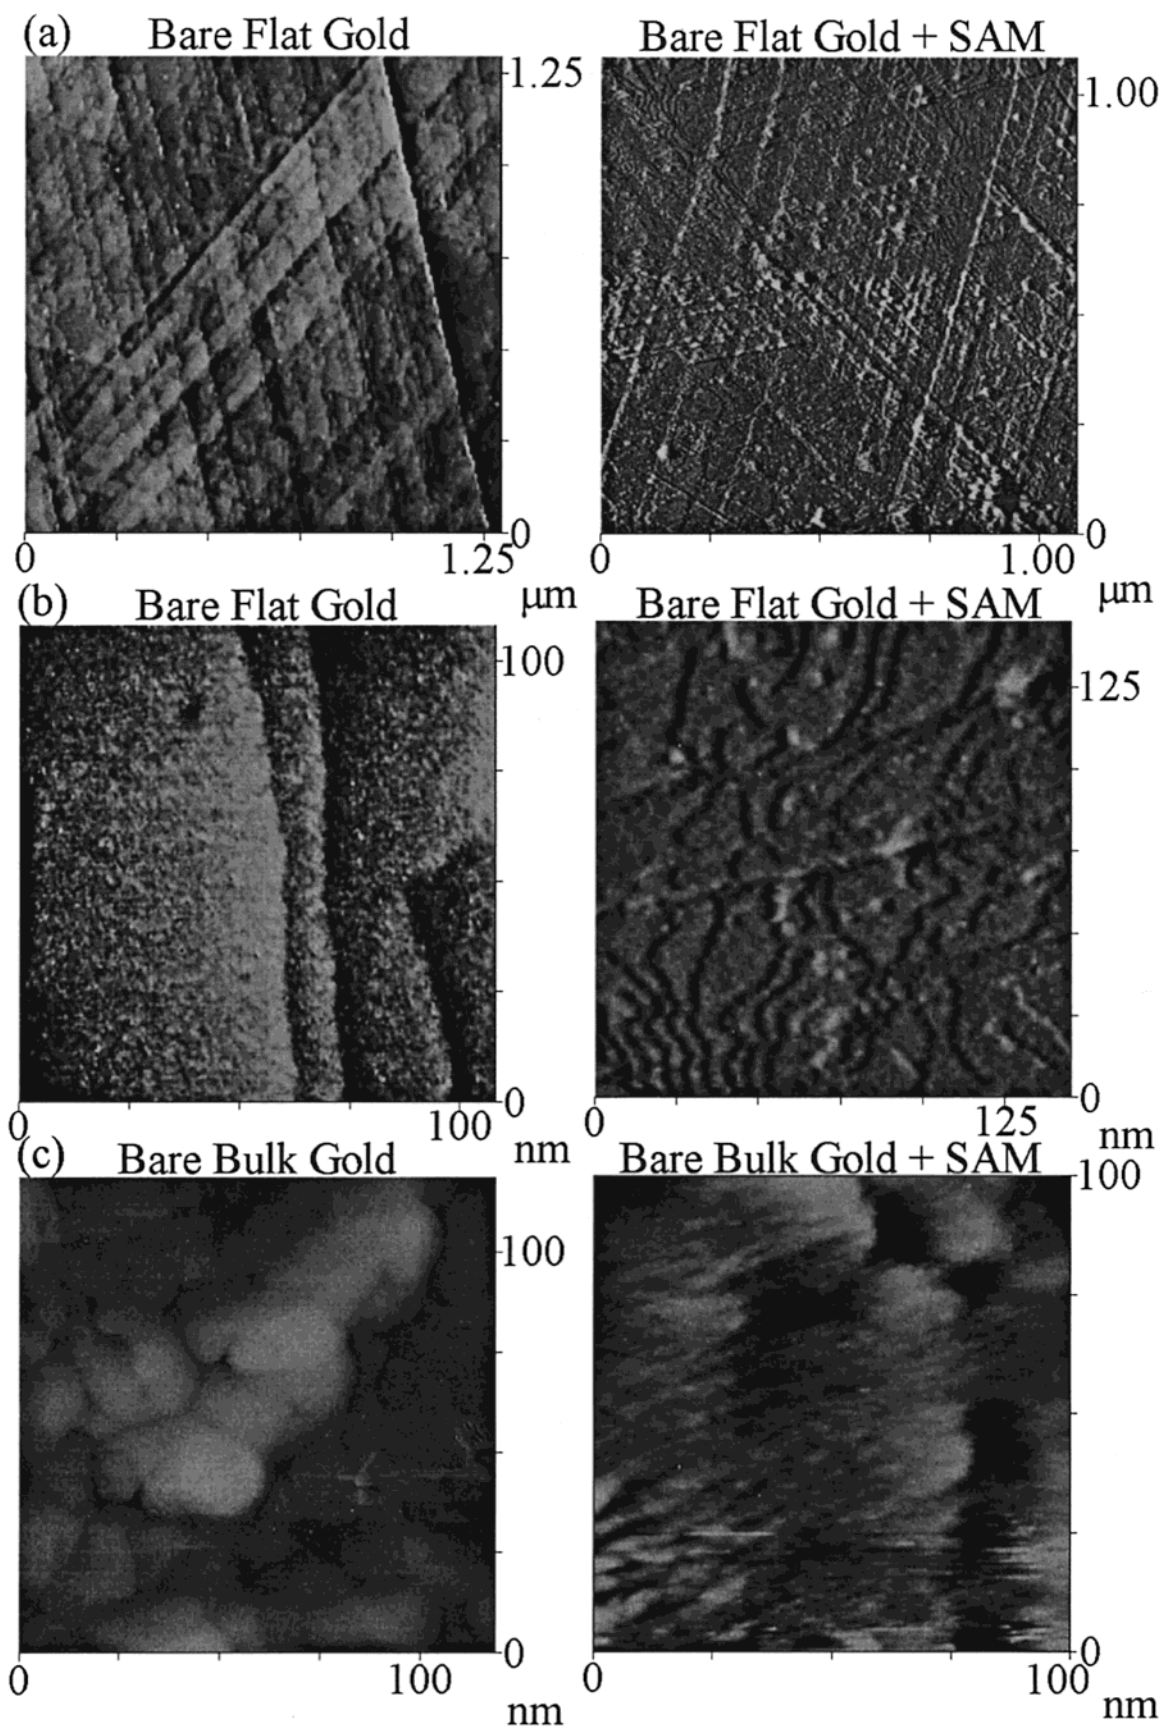 (a) Bare Flat Gold
Bare Flat Gold + SAM
1.25
1.00
0
0
0
1.25
0
1.00
µm
µm
(b) Bare Flat Gold
Bare Flat Gold + SAM
100
125
0
0
0
100
0
125
nm
nm
(c) Bare Bulk Gold
Bare Bulk Gold + SAM
100
100
0
0
0
100
0
100
nm
nm